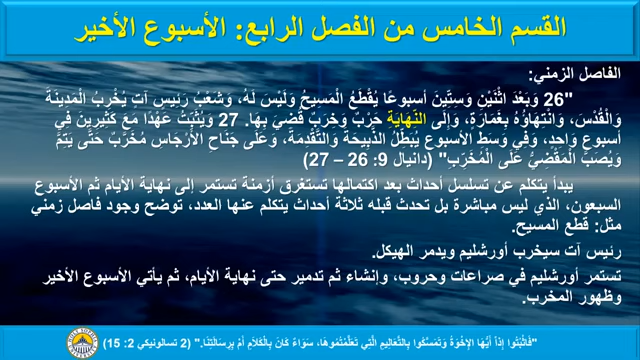 القسم الخامس من الفصل الرابع: الأسبوع الأخير
الفاصل الزمني:
"26 وَبَعْدَ اثْنَيْنِ وَسِتِّينَ أُسبوعًا يُقْطَعُ الْمَسِيحُ وَلَيْسَ لَهُ، وَشَعْبُ رَئِيسٍ آتٍ يُخْرِبُ الْمَدِينَةَ
وَالْقُدْسَ، وَانْتِهَاؤُهُ بِغَمَارَةٍ، وَإِلَى النِّهَايَةِ حَرْبٌ وَخِرَبٌ قُضِيَ بِهَا. 27 وَيُثَبِّتُ عَهْدًا مَعَ كَثِيرِينَ فِي
أسبوعٍ وَاحِدٍ، وَفِي وَسَطِ الأسبوعِ يُبَطِّلُ الذَّبِيحَةَ وَالتَّقْدِمَةَ، وَعَلَى جَنَاحِ الأَرْجَاسِ مُخَرَّبٌ حَتَّى يَتِمَّ
وَيُصَبَّ الْمَقْضِيُّ عَلَى الْمُخَرِّبِ" (دانيال 9: 26 – 27)
يبدأ يتكلم عن تسلسل أحداث بعد اكتمالها تستغرق أزمنة تستمر إلى نهاية الأيام ثم الأسبوع
السبعون، الذي ليس مباشرة بل تحدث قبله ثلاثة أحداث يتكلم عنها العدد، توضح وجود فاصل زمني
مثل: قطع المسيح.
رئيس آت سيخرب أورشليم ويدمر الهيكل.
تستمر أورشليم في صراعات وحروب، وإنشاء ثم تدمير حتى نهاية الأيام، ثم يأتي الأسبوع الأخير
وظهور المخرب.
"فَاثْبُتُوا إِذًا أَيُّهَا الإِخْوَةُ وَتَمَسَّكُوا بِالتَّعَالِيمِ الَّتِي تَعَلَّمْتُمُوهَا، سَوَاءٌ كَانَ بِالْكَلاَمِ أَمْ بِرِسَالَتِنَا." (2 تسالونيكي 2: 15)